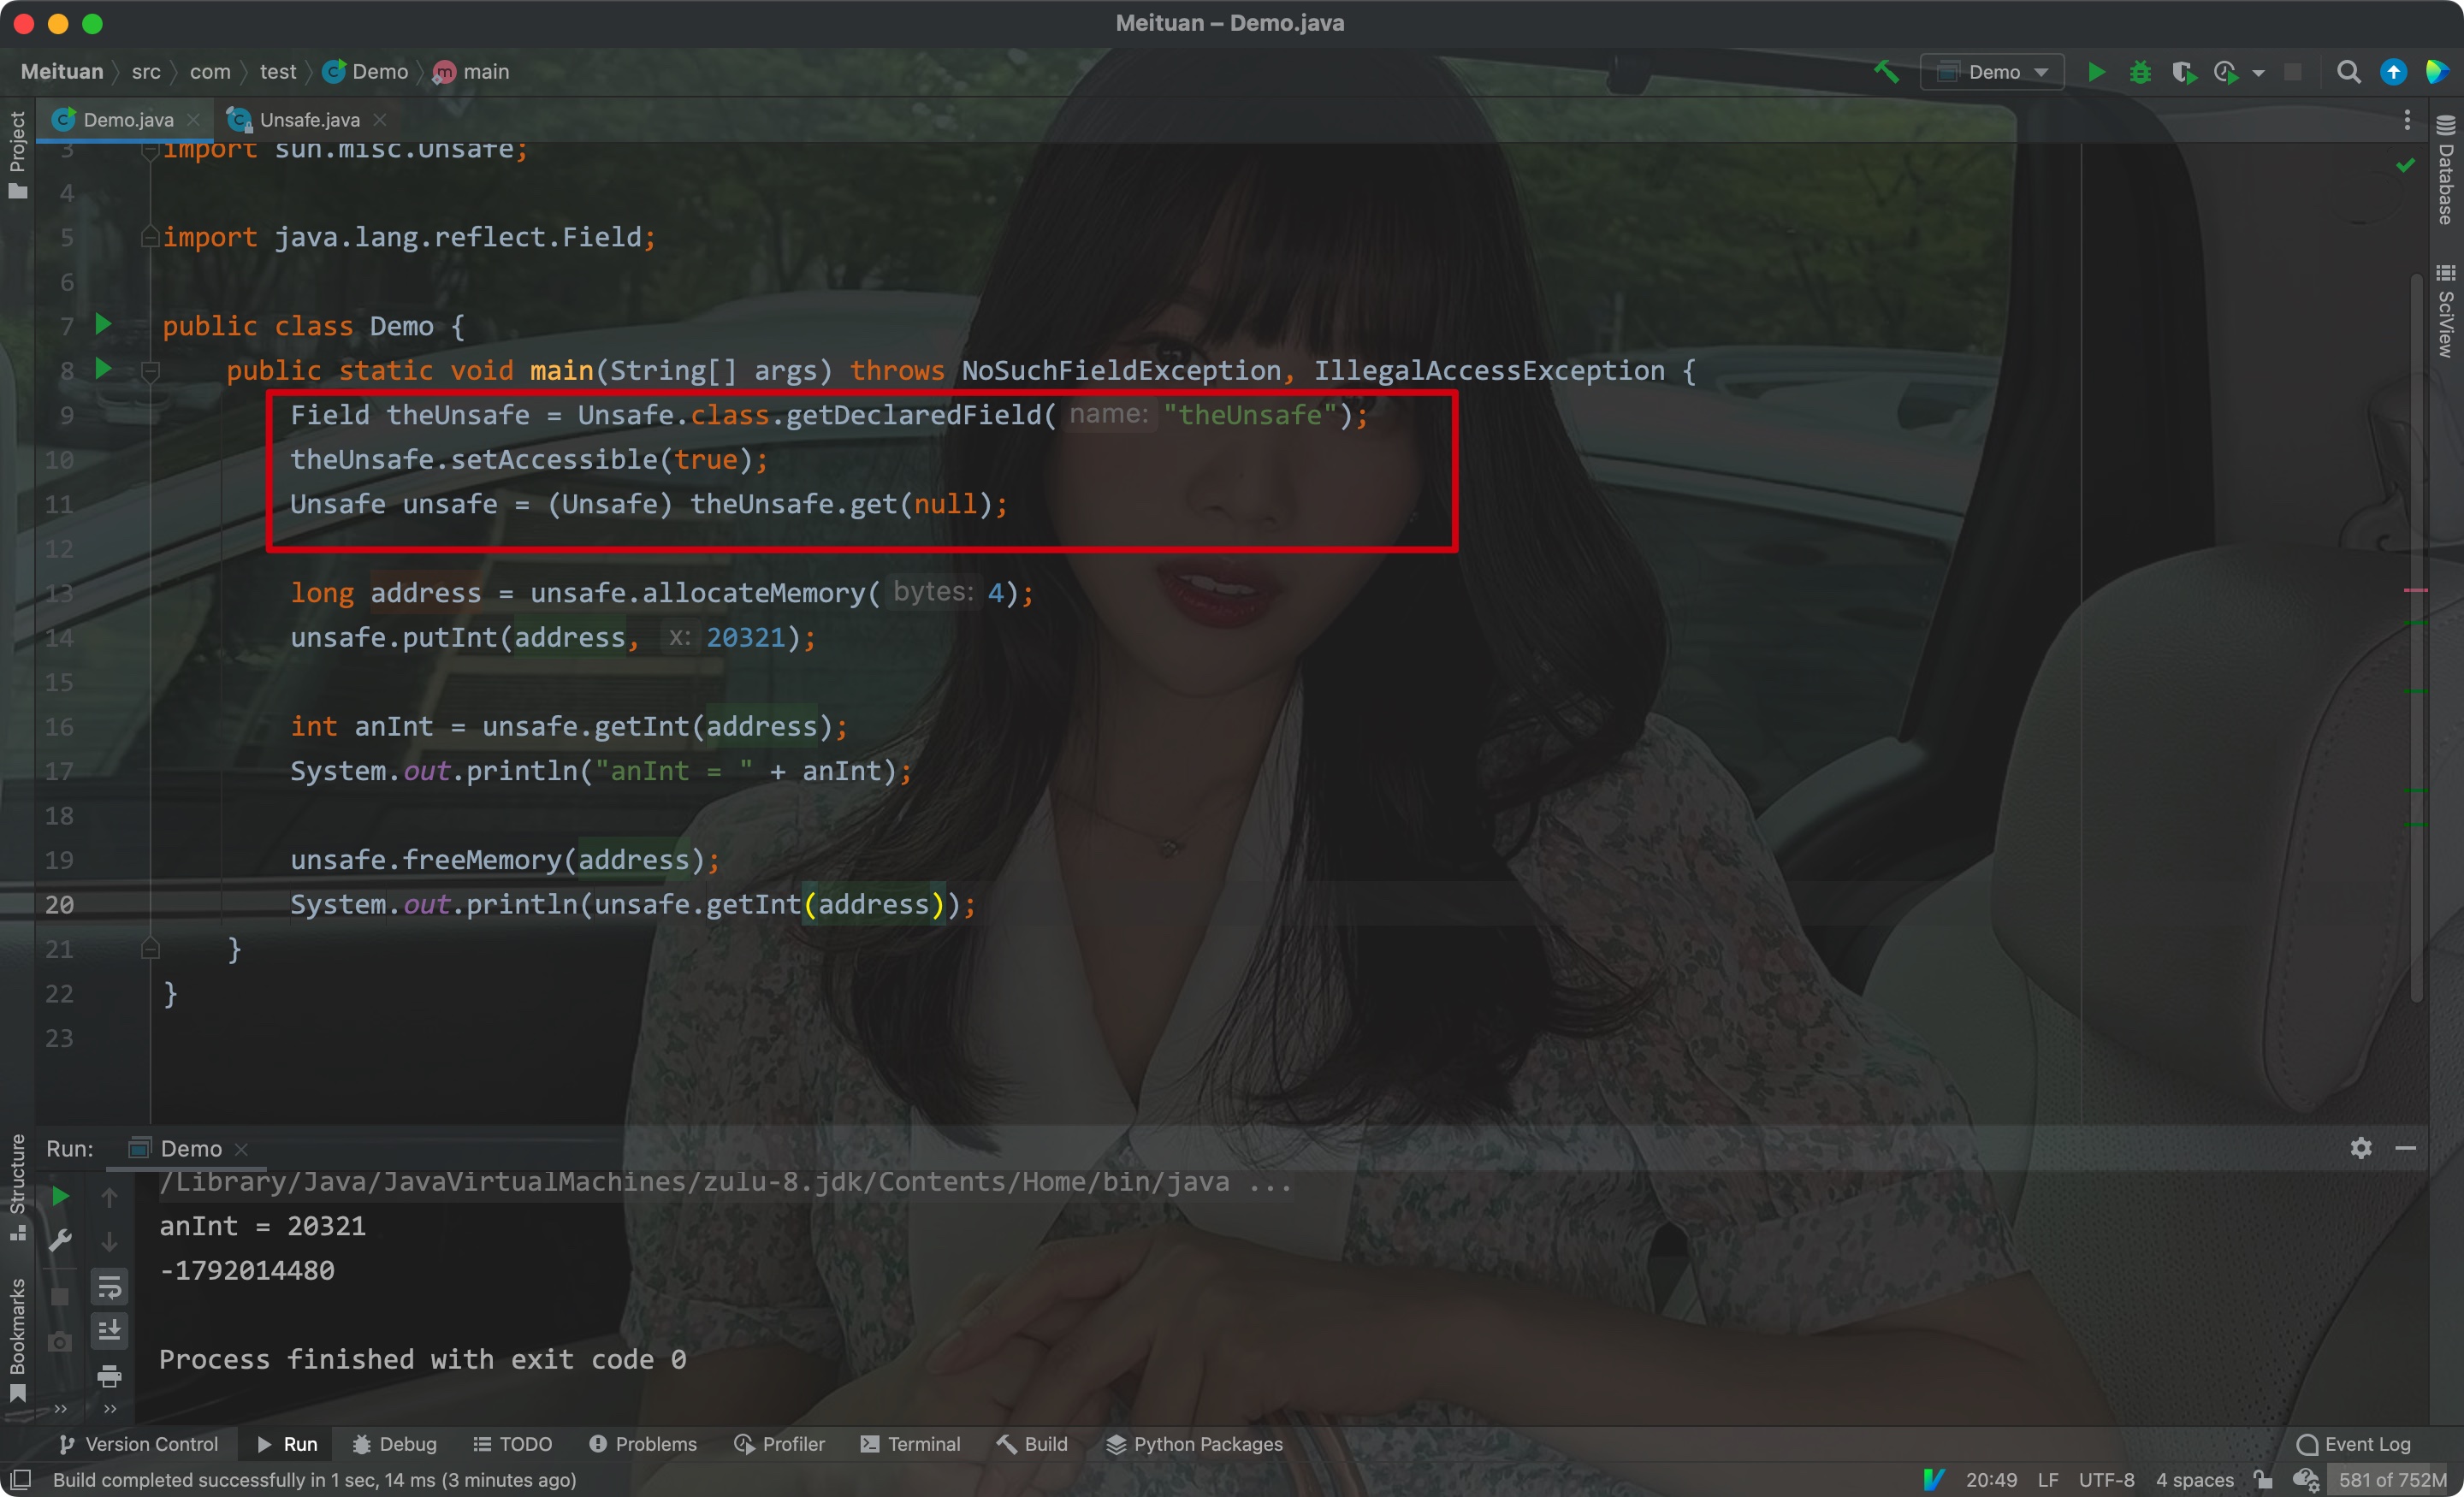 Meituan – Demo.java
Meituan src com test Demo main
Demo
Demo.java Unsafe.java
Project
Database
SciView
3 import sun.misc.Unsafe;
4
5 import java.lang.reflect.Field;
6
7 public class Demo {
8 public static void main(String[] args) throws NoSuchFieldException, IllegalAccessException {
9 Field theUnsafe = Unsafe.class.getDeclaredField( name: "theUnsafe");
10 theUnsafe.setAccessible(true);
11 Unsafe unsafe = (Unsafe) theUnsafe.get(null);
12
13 long address = unsafe.allocateMemory( bytes: 4);
14 unsafe.putInt(address, x: 20321);
15
16 int anInt = unsafe.getInt(address);
17 System.out.println("anInt = " + anInt);
18
19 unsafe.freeMemory(address);
20 System.out.println(unsafe.getInt(address));
21 }
22 }
23
Structure
Bookmarks
Run: Demo
/Library/Java/JavaVirtualMachines/zulu-8.jdk/Contents/Home/bin/java ...
anInt = 20321
-1792014480
Process finished with exit code 0
Version Control Run Debug TODO Problems Profiler Terminal Build Python Packages Event Log
Build completed successfully in 1 sec, 14 ms (3 minutes ago) 20:49 LF UTF-8 4 spaces 581 of 752M